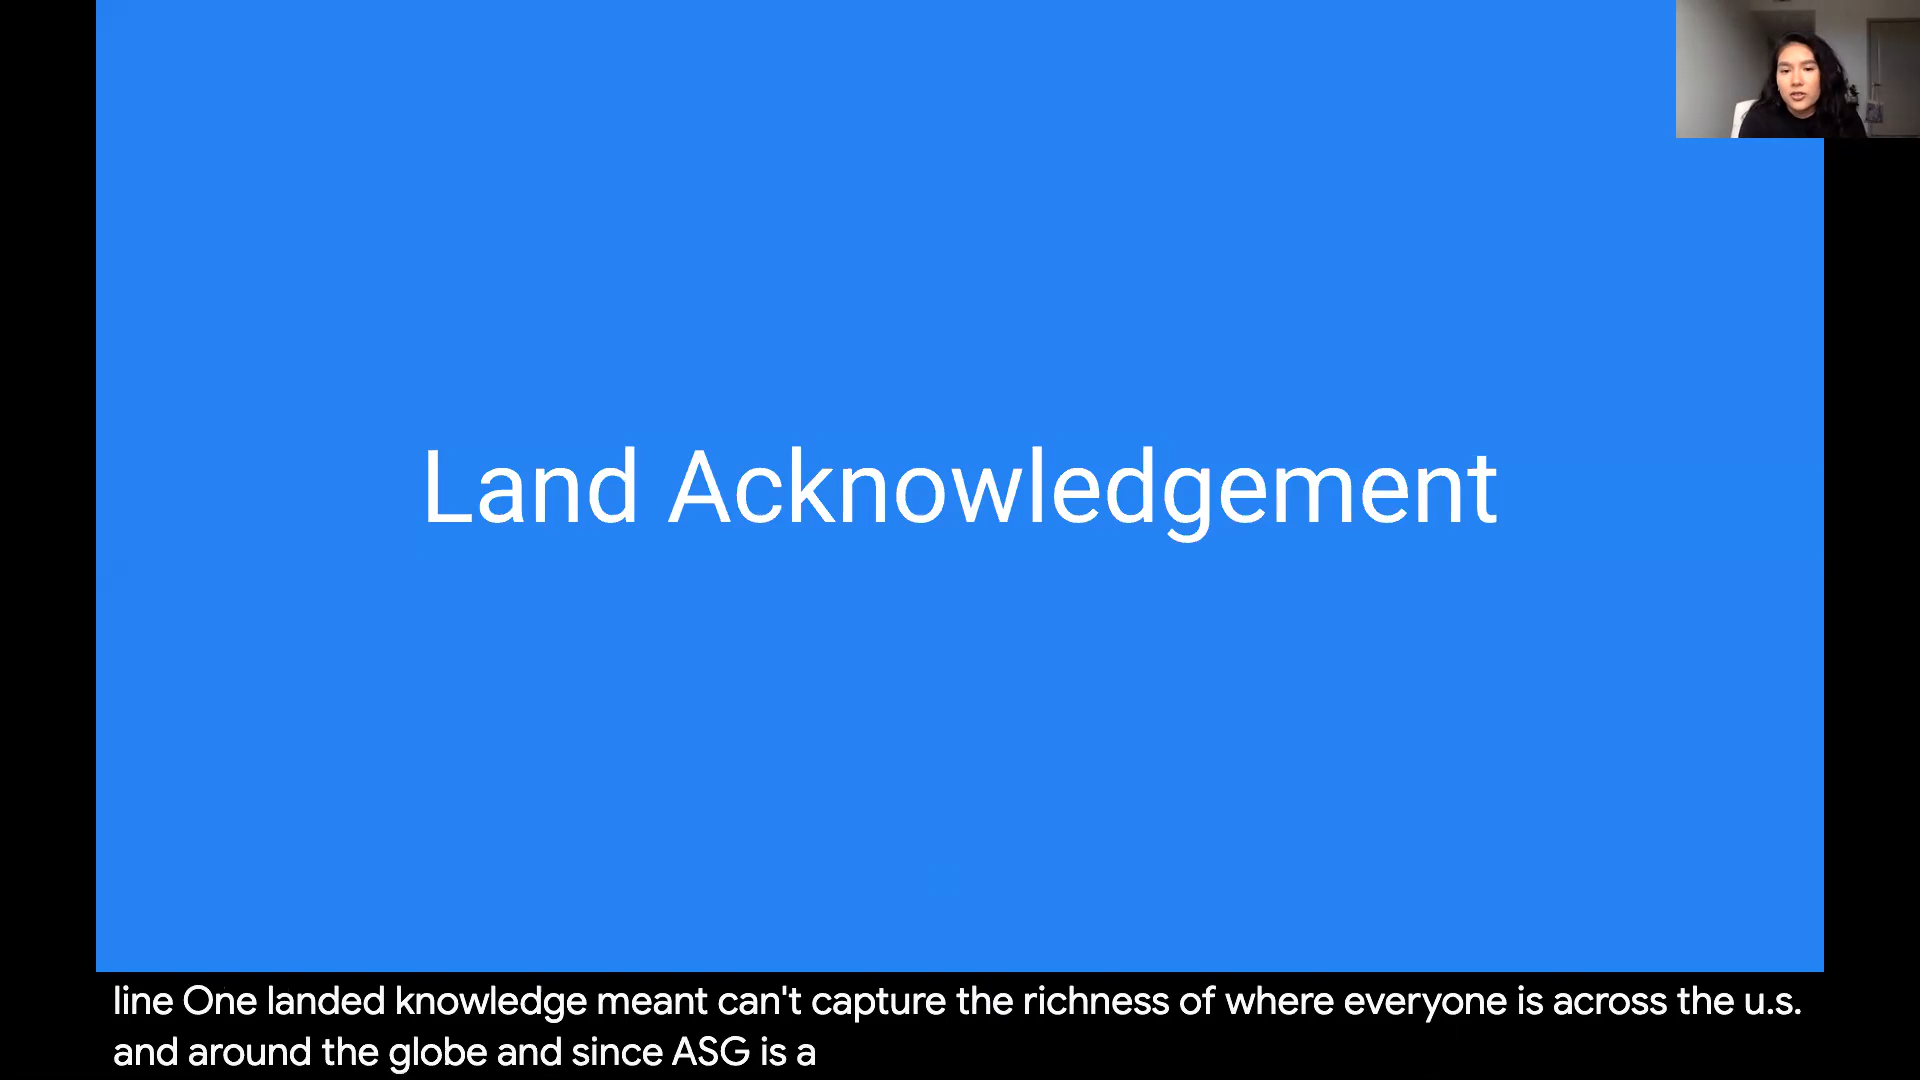 Land Acknowledgement
line One landed knowledge meant can't capture the richness of where everyone is across the u.s.
and around the globe and since ASG is a